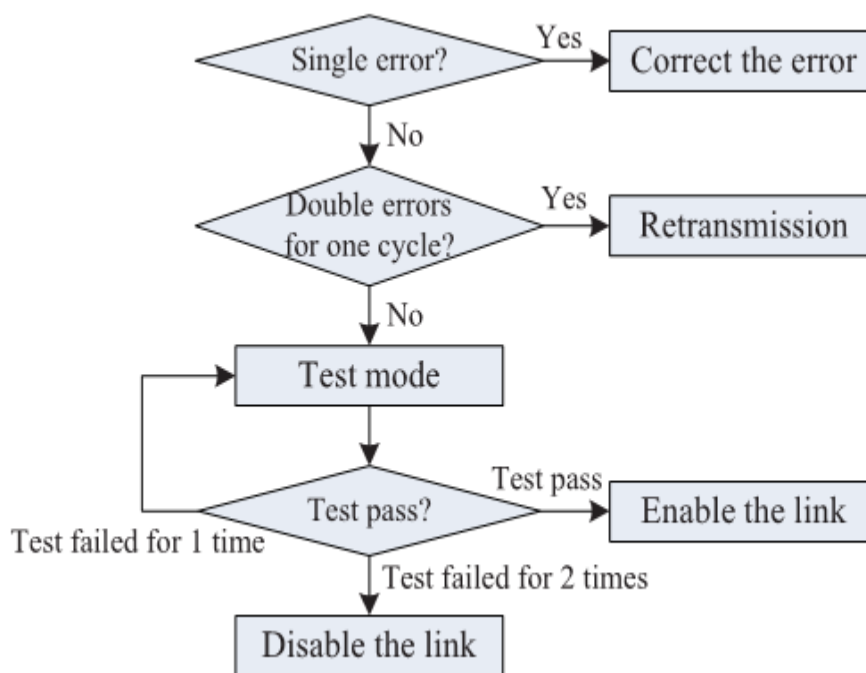 Single error?
Yes
Correct the error
No
Double errors
for one cycle?
Yes
Retransmission
No
Test mode
Test pass?
Test pass
Enable the link
Test failed for 1 time
Test failed for 2 times
Disable the link